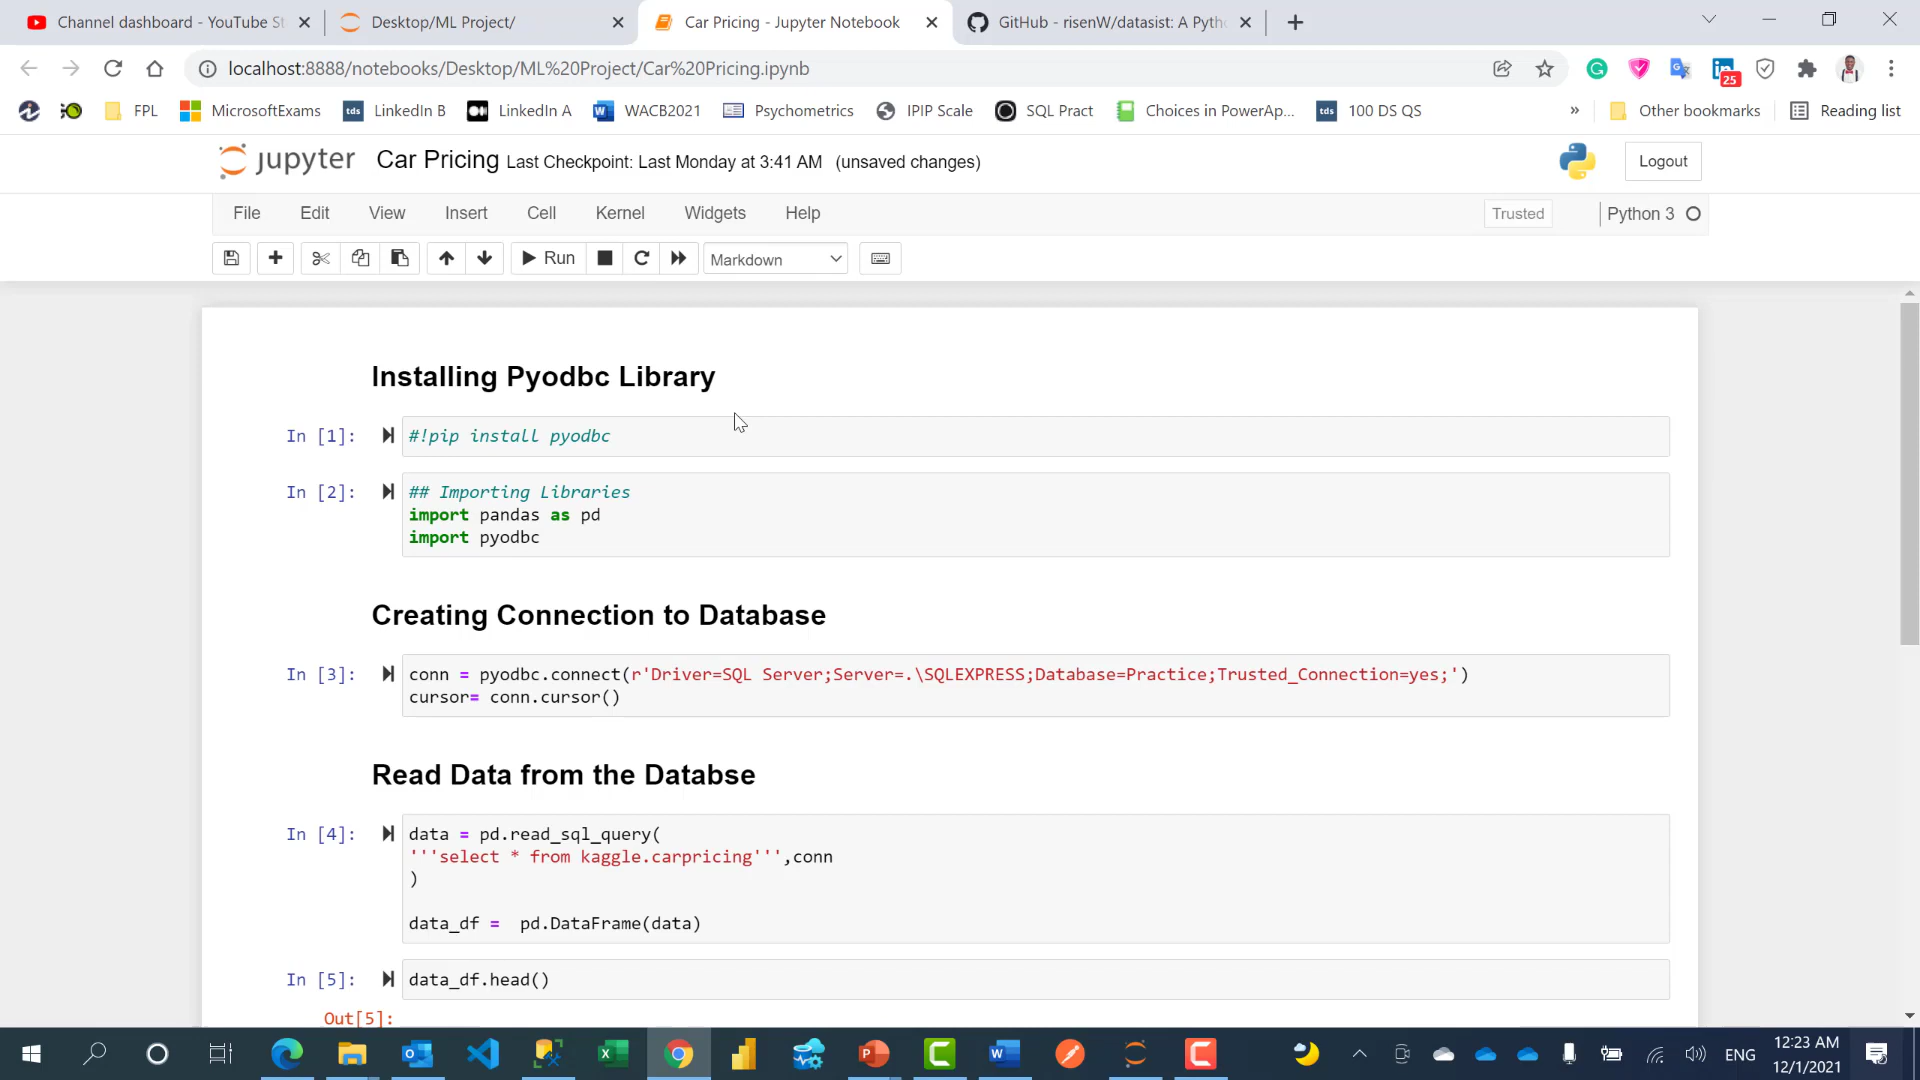 Channel dashboard - YouTube St
Desktop/ML Project/
Car Pricing - Jupyter Notebook
GitHub - risenW/datasist: A Pyth
localhost:8888/notebooks/Desktop/ML%20Project/Car%20Pricing.ipynb
25
FPL
MicrosoftExams
tds
LinkedIn B
LinkedIn A
WACB2021
Psychometrics
IPIP Scale
SQL Pract
Choices in PowerAp...
tds
100 DS QS
»
Other bookmarks
Reading list
jupyter
Car Pricing Last Checkpoint: Last Monday at 3:41 AM (unsaved changes)
Logout
File
Edit
View
Insert
Cell
Kernel
Widgets
Help
Trusted
Python 3
Run
Markdown
Installing Pyodbc Library
In [1]: #!pip install pyodbc
In [2]: ## Importing Libraries
import pandas as pd
import pyodbc
Creating Connection to Database
In [3]: conn = pyodbc.connect(r'Driver=SQL Server;Server=.\SQLEXPRESS;Database=Practice;Trusted_Connection=yes;')
cursor= conn.cursor()
Read Data from the Databse
In [4]: data = pd.read_sql_query(
'''select * from kaggle.carpricing''',conn
)
data_df =  pd.DataFrame(data)
In [5]: data_df.head()
Out[5]:
ENG
12:23 AM
12/1/2021